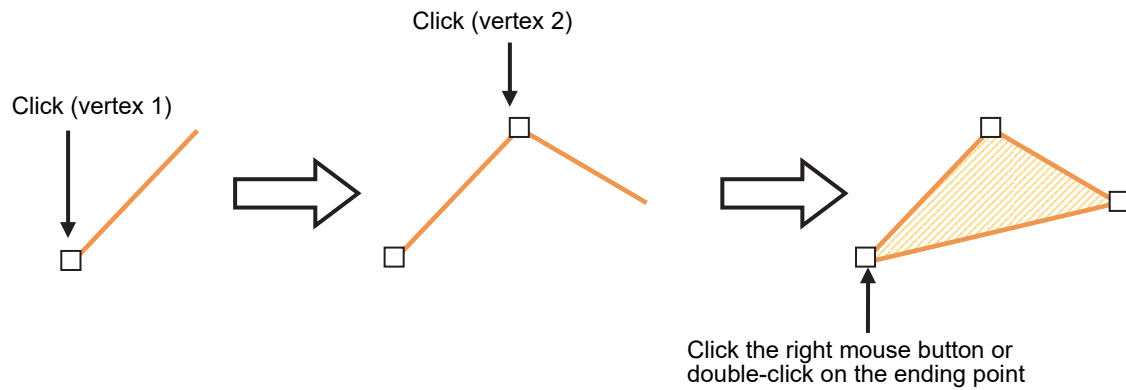 Click (vertex 2)
Click (vertex 1)
Click the right mouse button or
double-click on the ending point